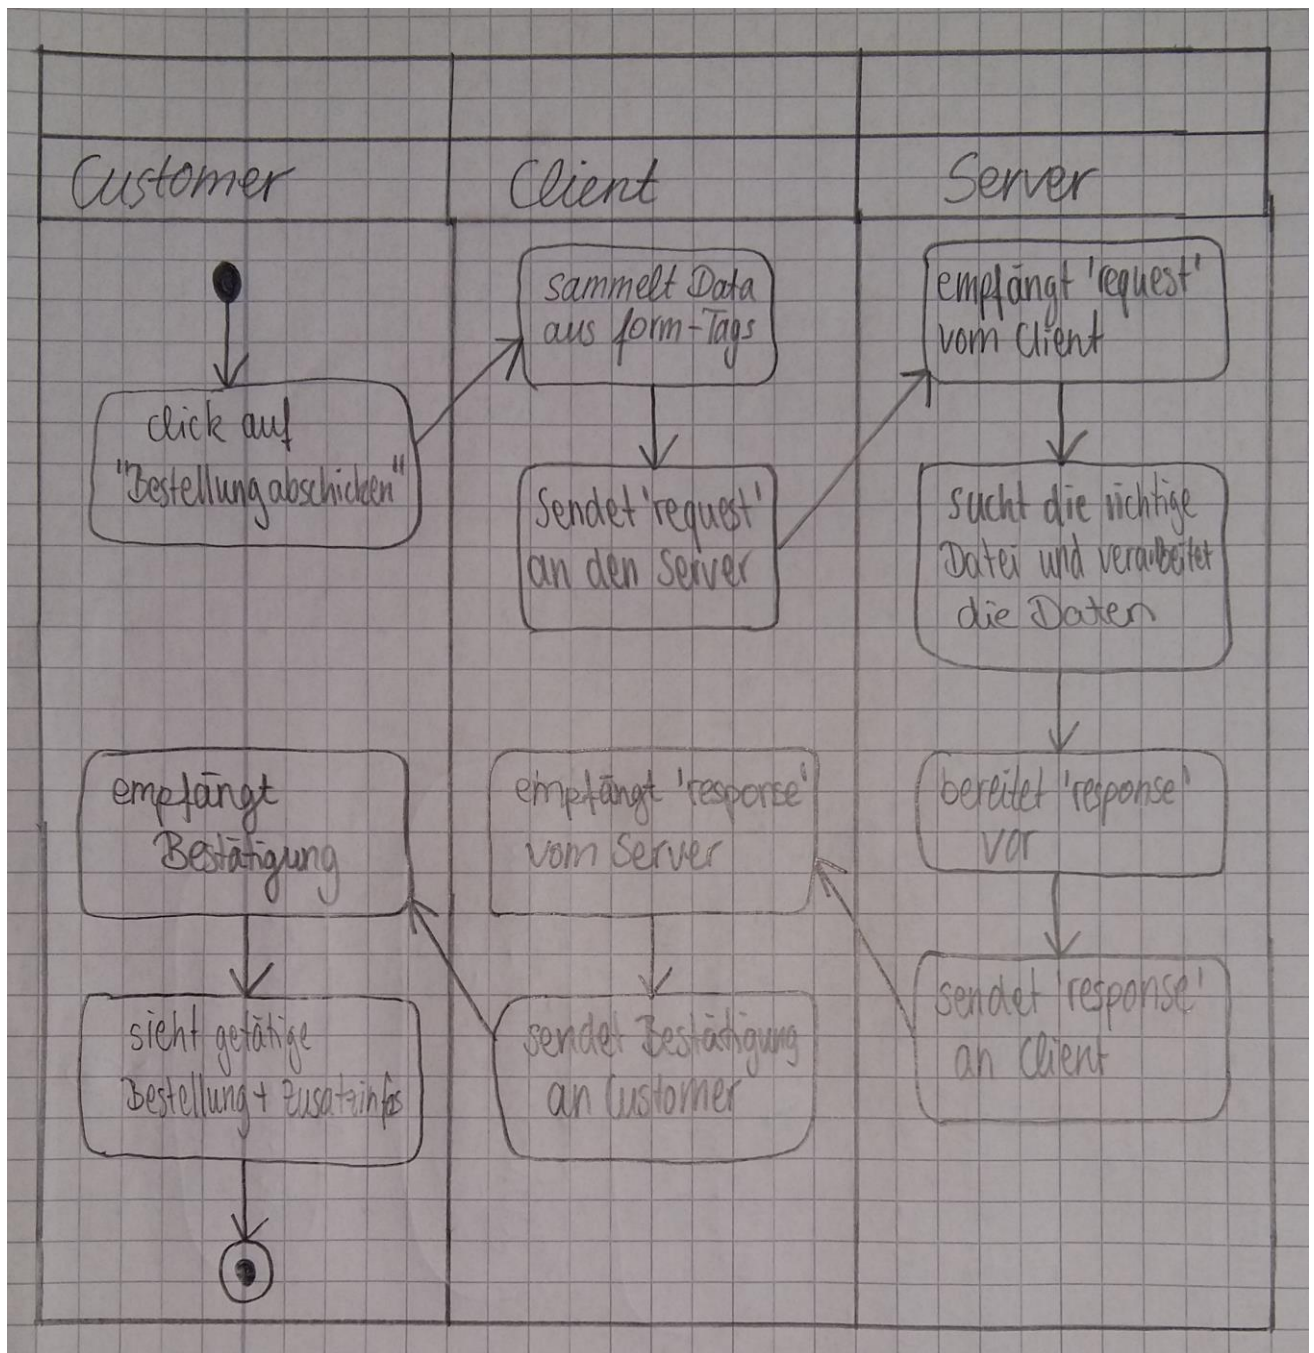 Customer
Client
Server
click auf
"Bestellung abschicken"
sammelt Data
aus form-Tags
Sendet 'request'
an den Server
empfängt 'request'
vom Client
sucht die richtige
Datei und verarbeitet
die Daten
bereitet 'response'
vor
sendet 'response'
an Client
empfängt 'response'
vom Server
sendet Bestätigung
an Customer
empfängt
Bestätigung
sieht getätige
Bestellung + Zusatzinfos